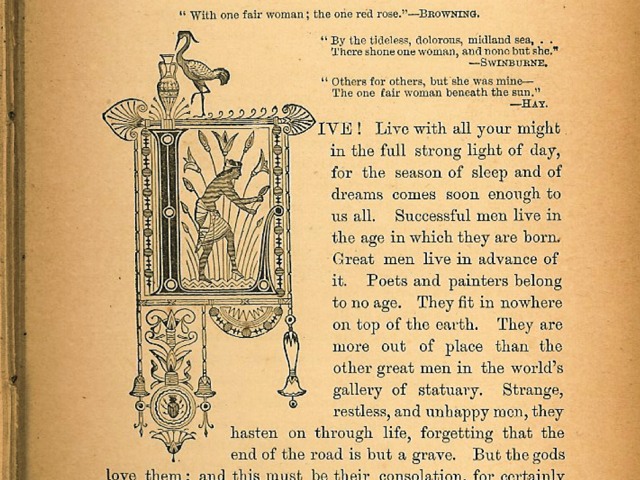 “ With one fair woman ; the one red rose.”—BROWNING.
“ By the tideless, dolorous, midland sea, . .
There shone one woman, and none but she.”
—SWINBURNE.
“ Others for others, but she was mine—
The one fair woman beneath the sun.”
—HAY.
LIVE ! Live with all your might
in the full strong light of day,
for the season of sleep and of
dreams comes soon enough to
us all. Successful men live in
the age in which they are born.
Great men live in advance of
it. Poets and painters belong
to no age. They fit in nowhere
on top of the earth. They are
more out of place than the
other great men in the world’s
gallery of statuary. Strange,
restless, and unhappy men, they
hasten on through life, forgetting that the
end of the road is but a grave. But the gods
love them ; and this must be their consolation, for certainly